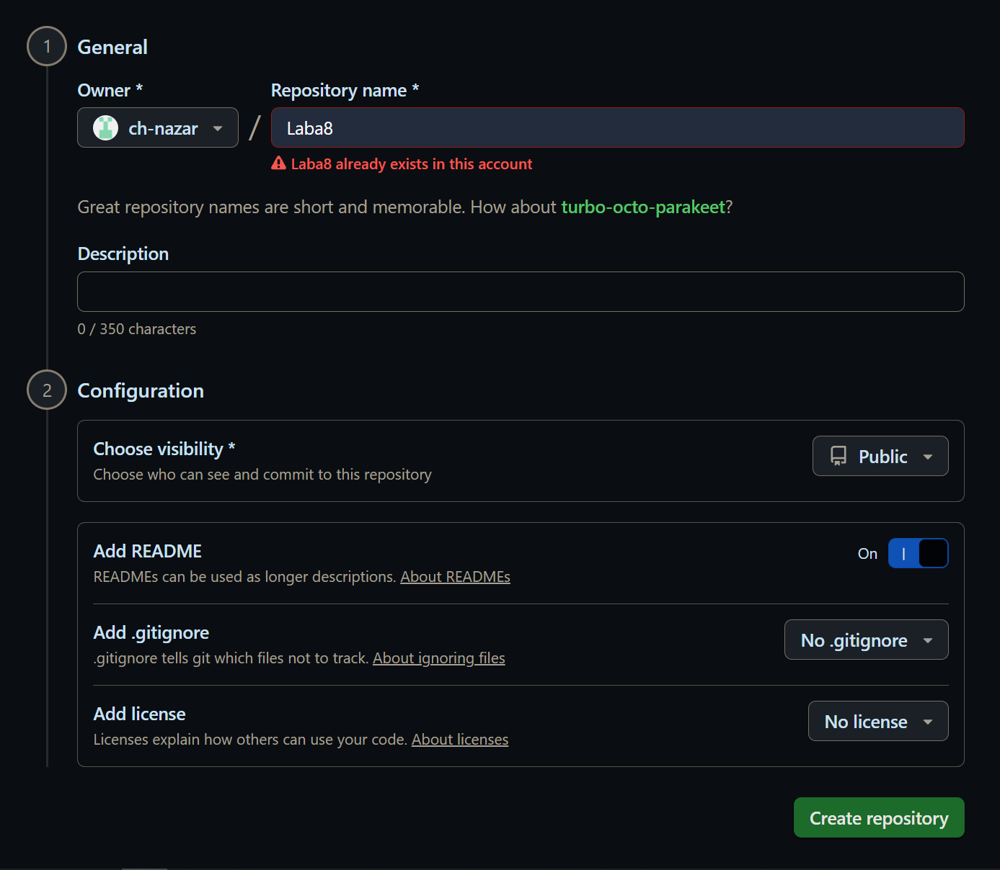 1 General
Owner * Repository name *
ch-nazar / Laba8
Laba8 already exists in this account
Great repository names are short and memorable. How about turbo-octo-parakeet?
Description
0 / 350 characters
2 Configuration
Choose visibility *
Public
Choose who can see and commit to this repository
Add README
On
READMEs can be used as longer descriptions. About READMEs
Add .gitignore
No .gitignore
.gitignore tells git which files not to track. About ignoring files
Add license
No license
Licenses explain how others can use your code. About licenses
Create repository